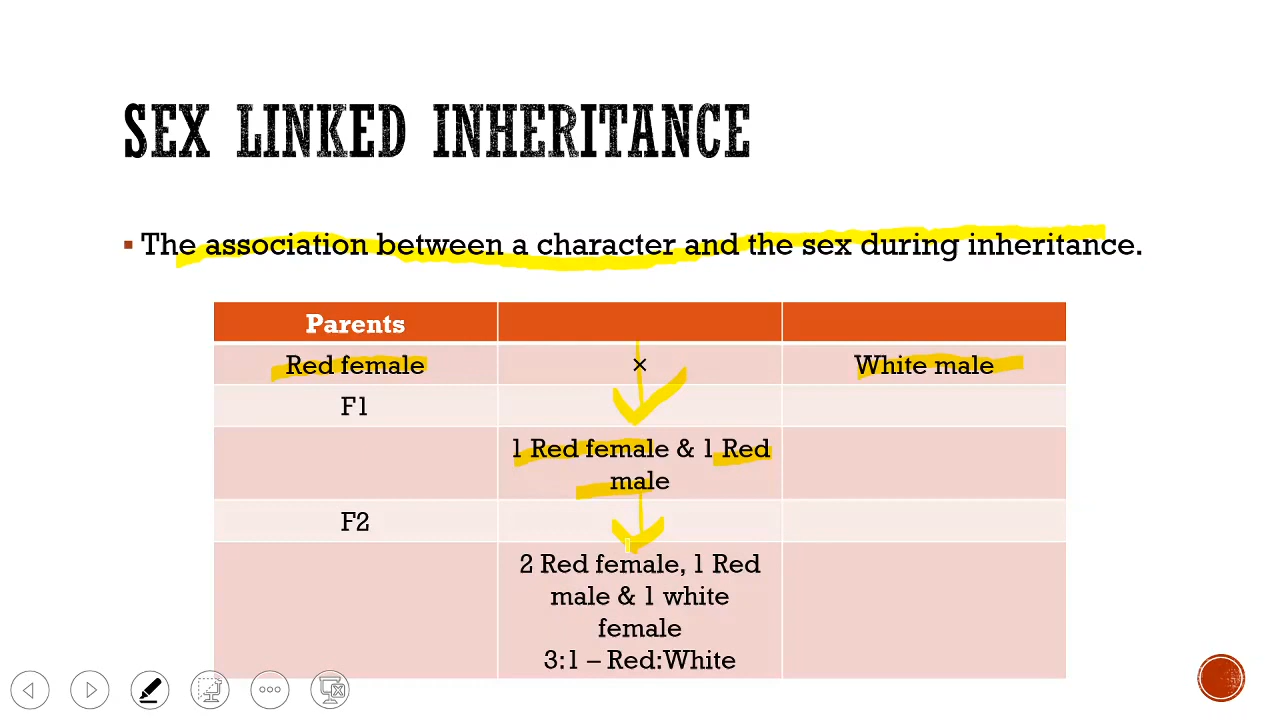 SEX LINKED INHERITANCE
▪ The association between a character and the sex during inheritance.
Parents
Red female × White male
F1
1 Red female & 1 Red
male
F2
2 Red female, 1 Red
male & 1 white
female
3:1 – Red:White